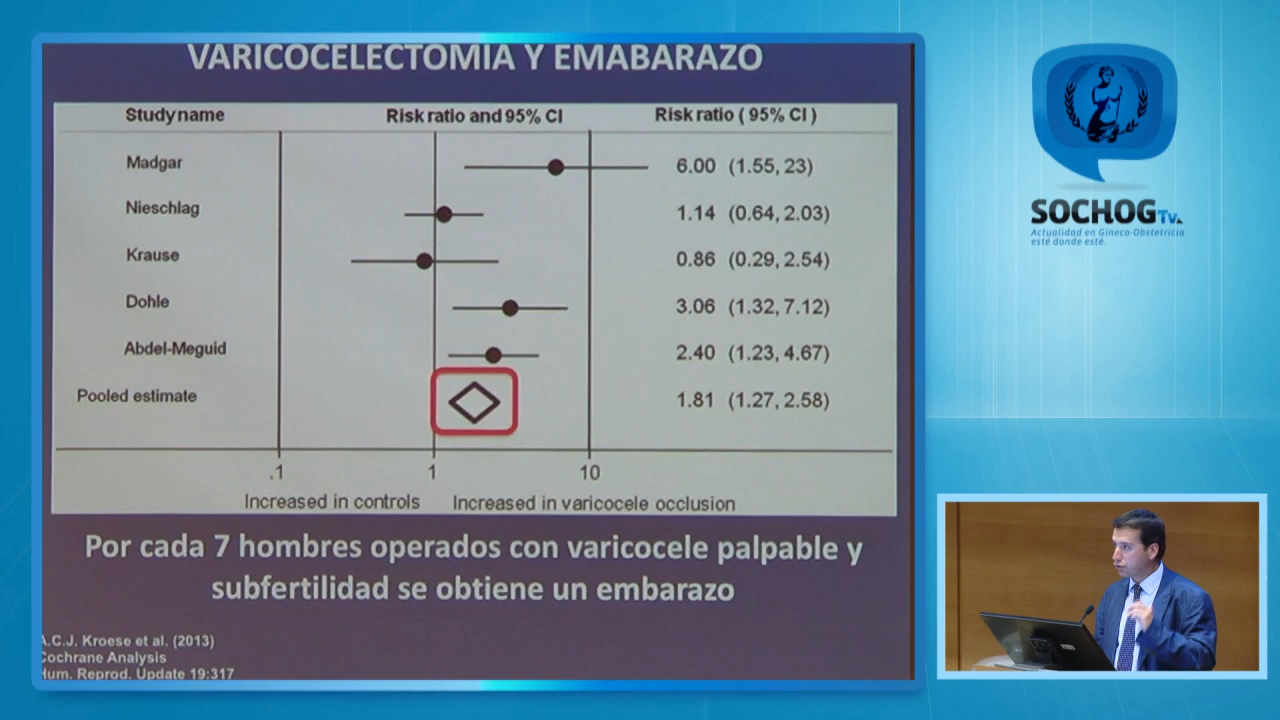 VARICOCELECTOMIA Y EMABARAZO
Study name Risk ratio and 95% CI Risk ratio ( 95% CI )
Madgar 6.00 (1.55, 23)
Nieschlag 1.14 (0.64, 2.03)
Krause 0.86 (0.29, 2.54)
Dohle 3.06 (1.32, 7.12)
Abdel-Meguid 2.40 (1.23, 4.67)
Pooled estimate 1.81 (1.27, 2.58)
.1 1 10
Increased in controls Increased in varicocele occlusion
Por cada 7 hombres operados con varicocele palpable y
subfertilidad se obtiene un embarazo
A.C.J. Kroese et al. (2013)
Cochrane Analysis
Hum. Reprod. Update 19:317
SOCHOG Tv.
Actualidad en Gineco-Obstetricia
esté donde esté.